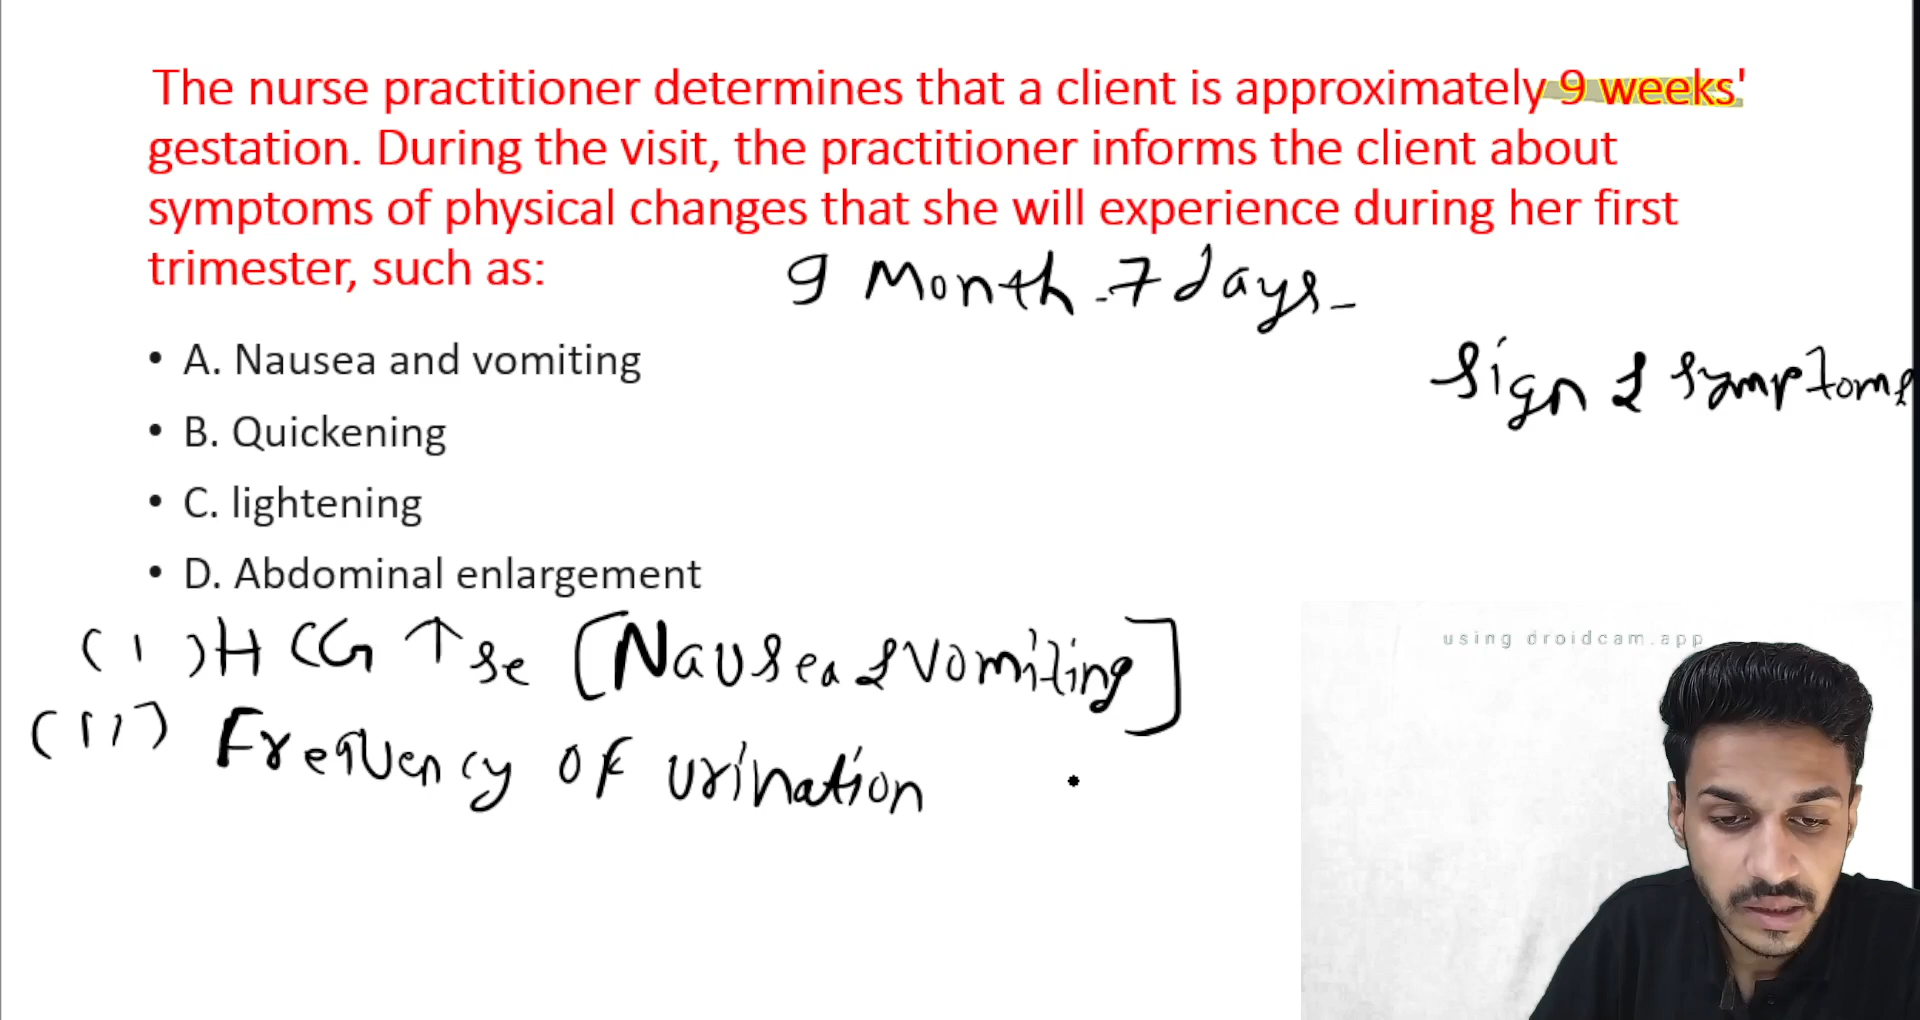 The nurse practitioner determines that a client is approximately 9 weeks'
gestation. During the visit, the practitioner informs the client about
symptoms of physical changes that she will experience during her first
trimester, such as:
9 Month - 7 days -
Sign & Symptoms
• A. Nausea and vomiting
• B. Quickening
• C. lightening
• D. Abdominal enlargement
(I) HCG ↑se [Nausea & Vomiting]
(II) Frequency of urination
using droidcam.app